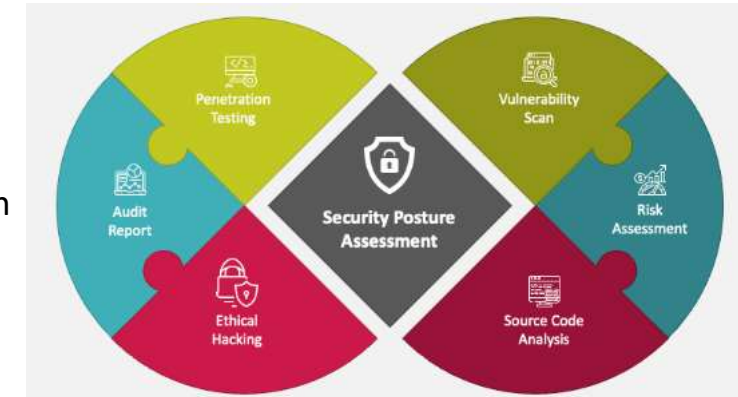 Penetration
Testing
Vulnerability
Scan
n
Audit
Report
Security Posture
Assessment
Risk
Assessment
Ethical
Hacking
Source Code
Analysis